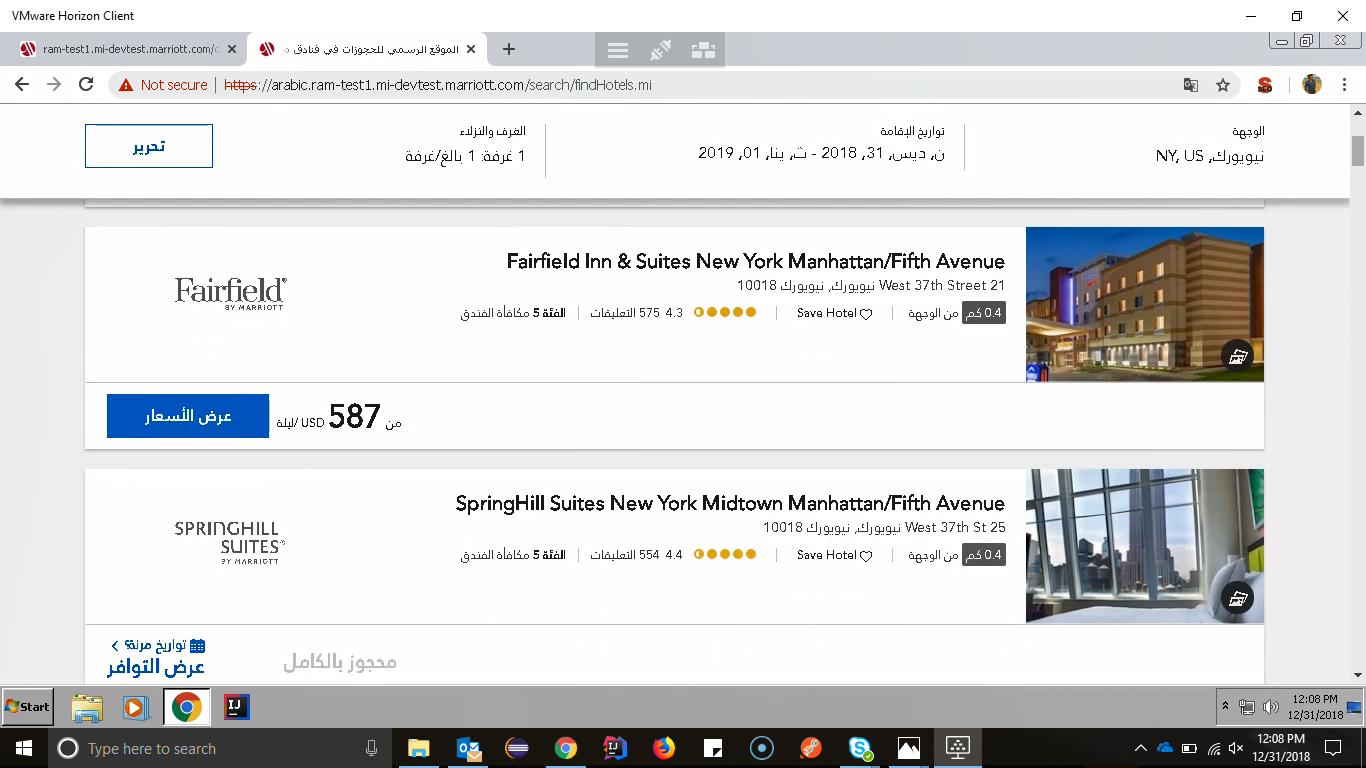 VMware Horizon Client
ram-test1.mi-devtest.marriott.com/
الموقع الرسمي للحجوزات في فنادق
Not secure
https://arabic.ram-test1.mi-devtest.marriott.com/search/findHotels.mi
الوجهة
نيويورك, NY, US
تواريخ الإقامة
ن, ديس, 31, 2018 - ث, ينا, 01, 2019
الغرف والنزلاء
1 غرفة: 1 بالغ/غرفة
تحرير
Fairfield Inn & Suites New York Manhattan/Fifth Avenue
21 West 37th Street نيويورك, نيويورك 10018
0.4 كم من الوجهة
Save Hotel
4.3 575 التعليقات
الفئة 5 مكافأة الفندق
Fairfield®
BY MARRIOTT
من 587 USD /ليلة
عرض الأسعار
SpringHill Suites New York Midtown Manhattan/Fifth Avenue
25 West 37th St نيويورك, نيويورك 10018
0.4 كم من الوجهة
Save Hotel
4.4 554 التعليقات
الفئة 5 مكافأة الفندق
SPRINGHILL
SUITES®
BY MARRIOTT
محجوز بالكامل
تواريخ مرنة؟
عرض التوافر
Start
12:08 PM
12/31/2018
Type here to search
12:08 PM
12/31/2018